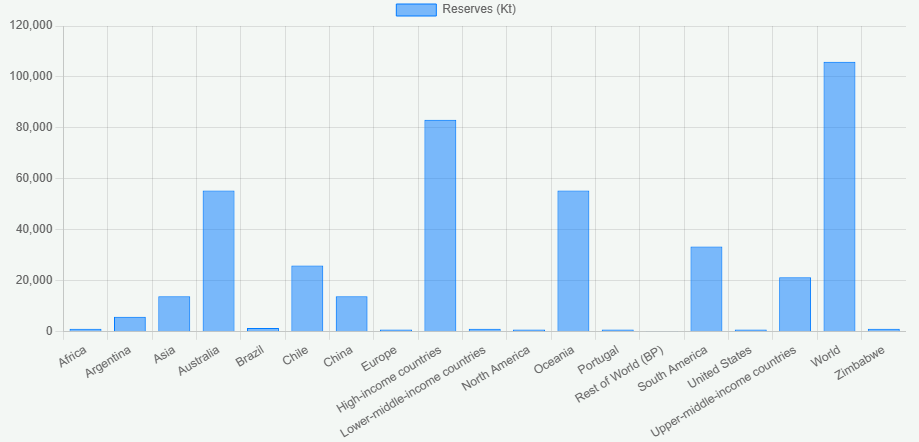 Reserves (Kt)
120,000
100,000
80,000
60,000
40,000
20,000
0
Africa
Argentina
Asia
Australia
Brazil
Chile
China
Europe
High-income countries
Lower-middle-income countries
North America
Oceania
Portugal
Rest of World (BP)
South America
United States
Upper-middle-income countries
World
Zimbabwe